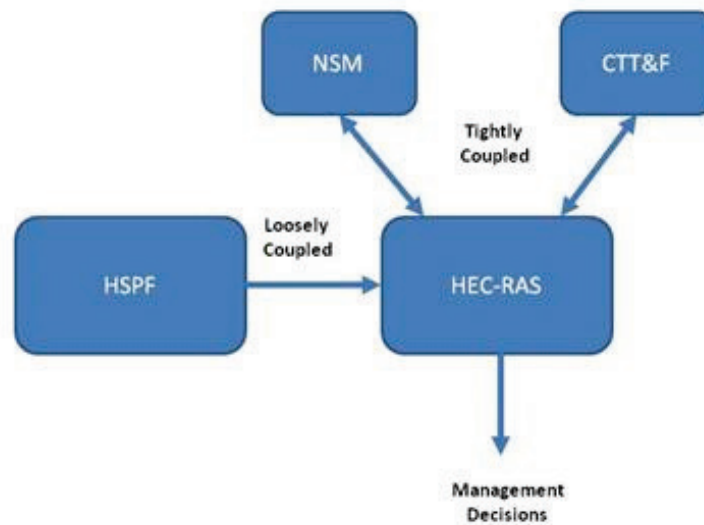 NSM
CTT&F
Tightly
Coupled
Loosely
Coupled
HSPF
HEC-RAS
Management
Decisions